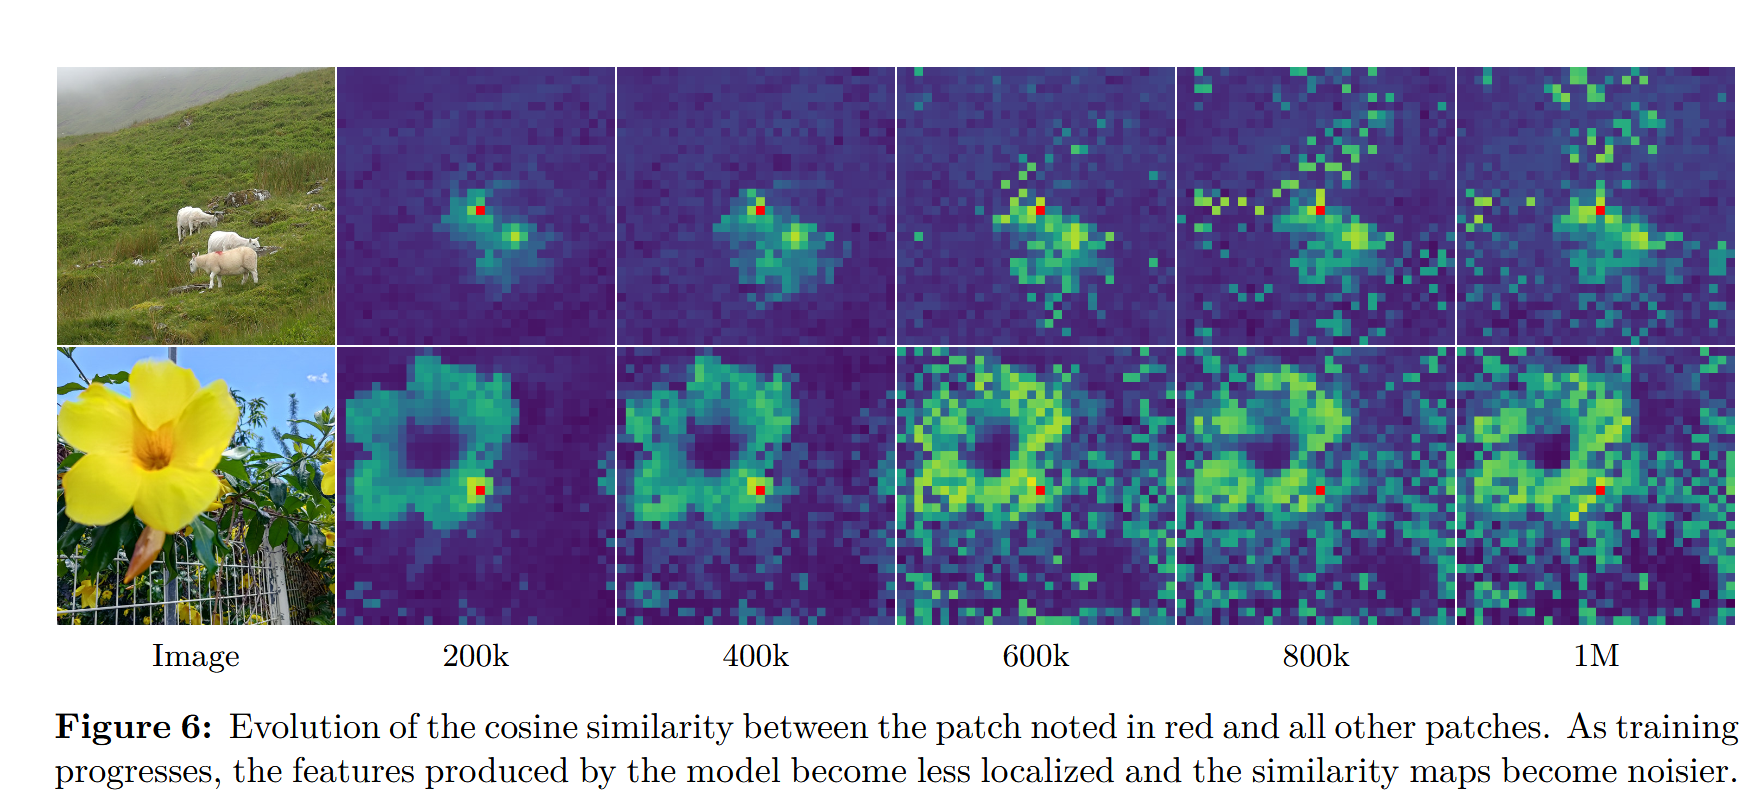 Image 200k 400k 600k 800k 1M
Figure 6: Evolution of the cosine similarity between the patch noted in red and all other patches. As training
progresses, the features produced by the model become less localized and the similarity maps become noisier.